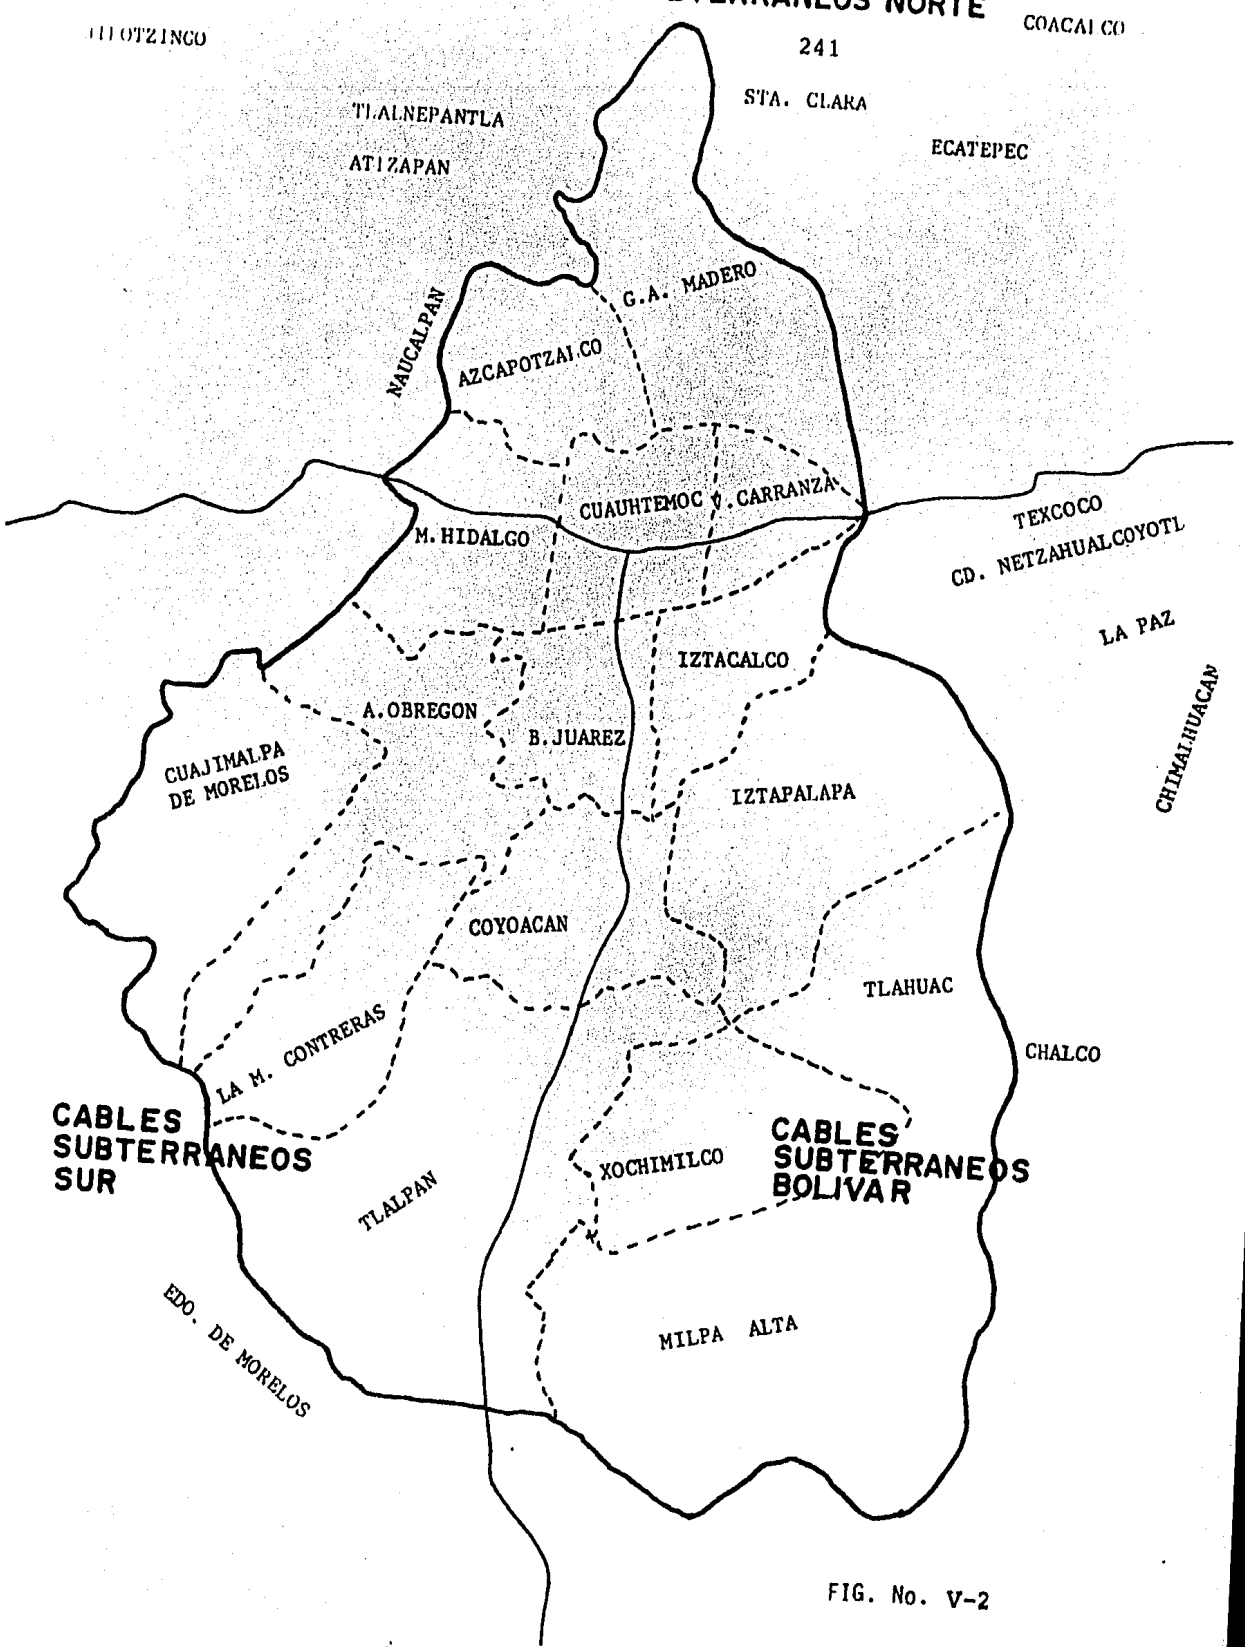 NORTE
COACALCO
241
STA. CLARA
TLALNEPANTLA
ECATEPEC
ATIZAPAN
G.A. MADERO
NAUCALPAN
AZCAPOTZALCO
CUAUHTEMOC
V. CARRANZA
TEXCOCO
M. HIDALGO
CD. NETZAHUALCOYOTL
LA PAZ
IZTACALCO
CHIMALHUACAN
A. OBREGON
B. JUAREZ
CUAJIMALPA
DE MORELOS
IZTAPALAPA
COYOACAN
TLAHUAC
LA M. CONTRERAS
CHALCO
CABLES
SUBTERRANEOS
SUR
CABLES
SUBTERRANEOS
BOLIVAR
XOCHIMILCO
TLALPAN
EDO. DE MORELOS
MILPA ALTA
FIG. No. V-2